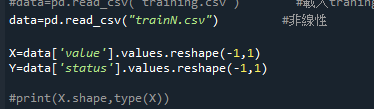 #data=pd.read_csv("training.csv")        #載入traning
data=pd.read_csv("trainN.csv")        #非線性
X=data['value'].values.reshape(-1,1)
Y=data['status'].values.reshape(-1,1)
#print(X.shape,type(X))